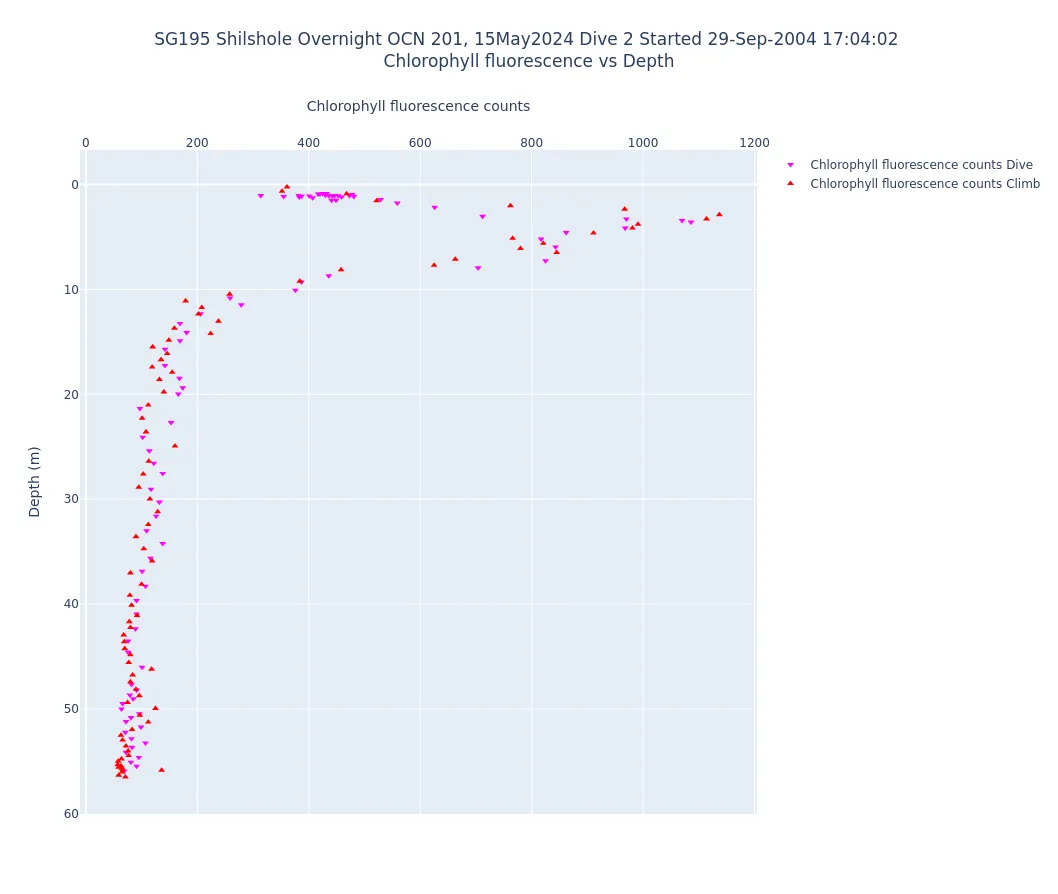 SG195 Shilshole Overnight OCN 201, 15May2024 Dive 2 Started 29-Sep-2004 17:04:02
Chlorophyll fluorescence vs Depth
Chlorophyll fluorescence counts
0 200 400 600 800 1000 1200
Chlorophyll fluorescence counts Dive
Chlorophyll fluorescence counts Climb
Depth (m)
0
10
20
30
40
50
60